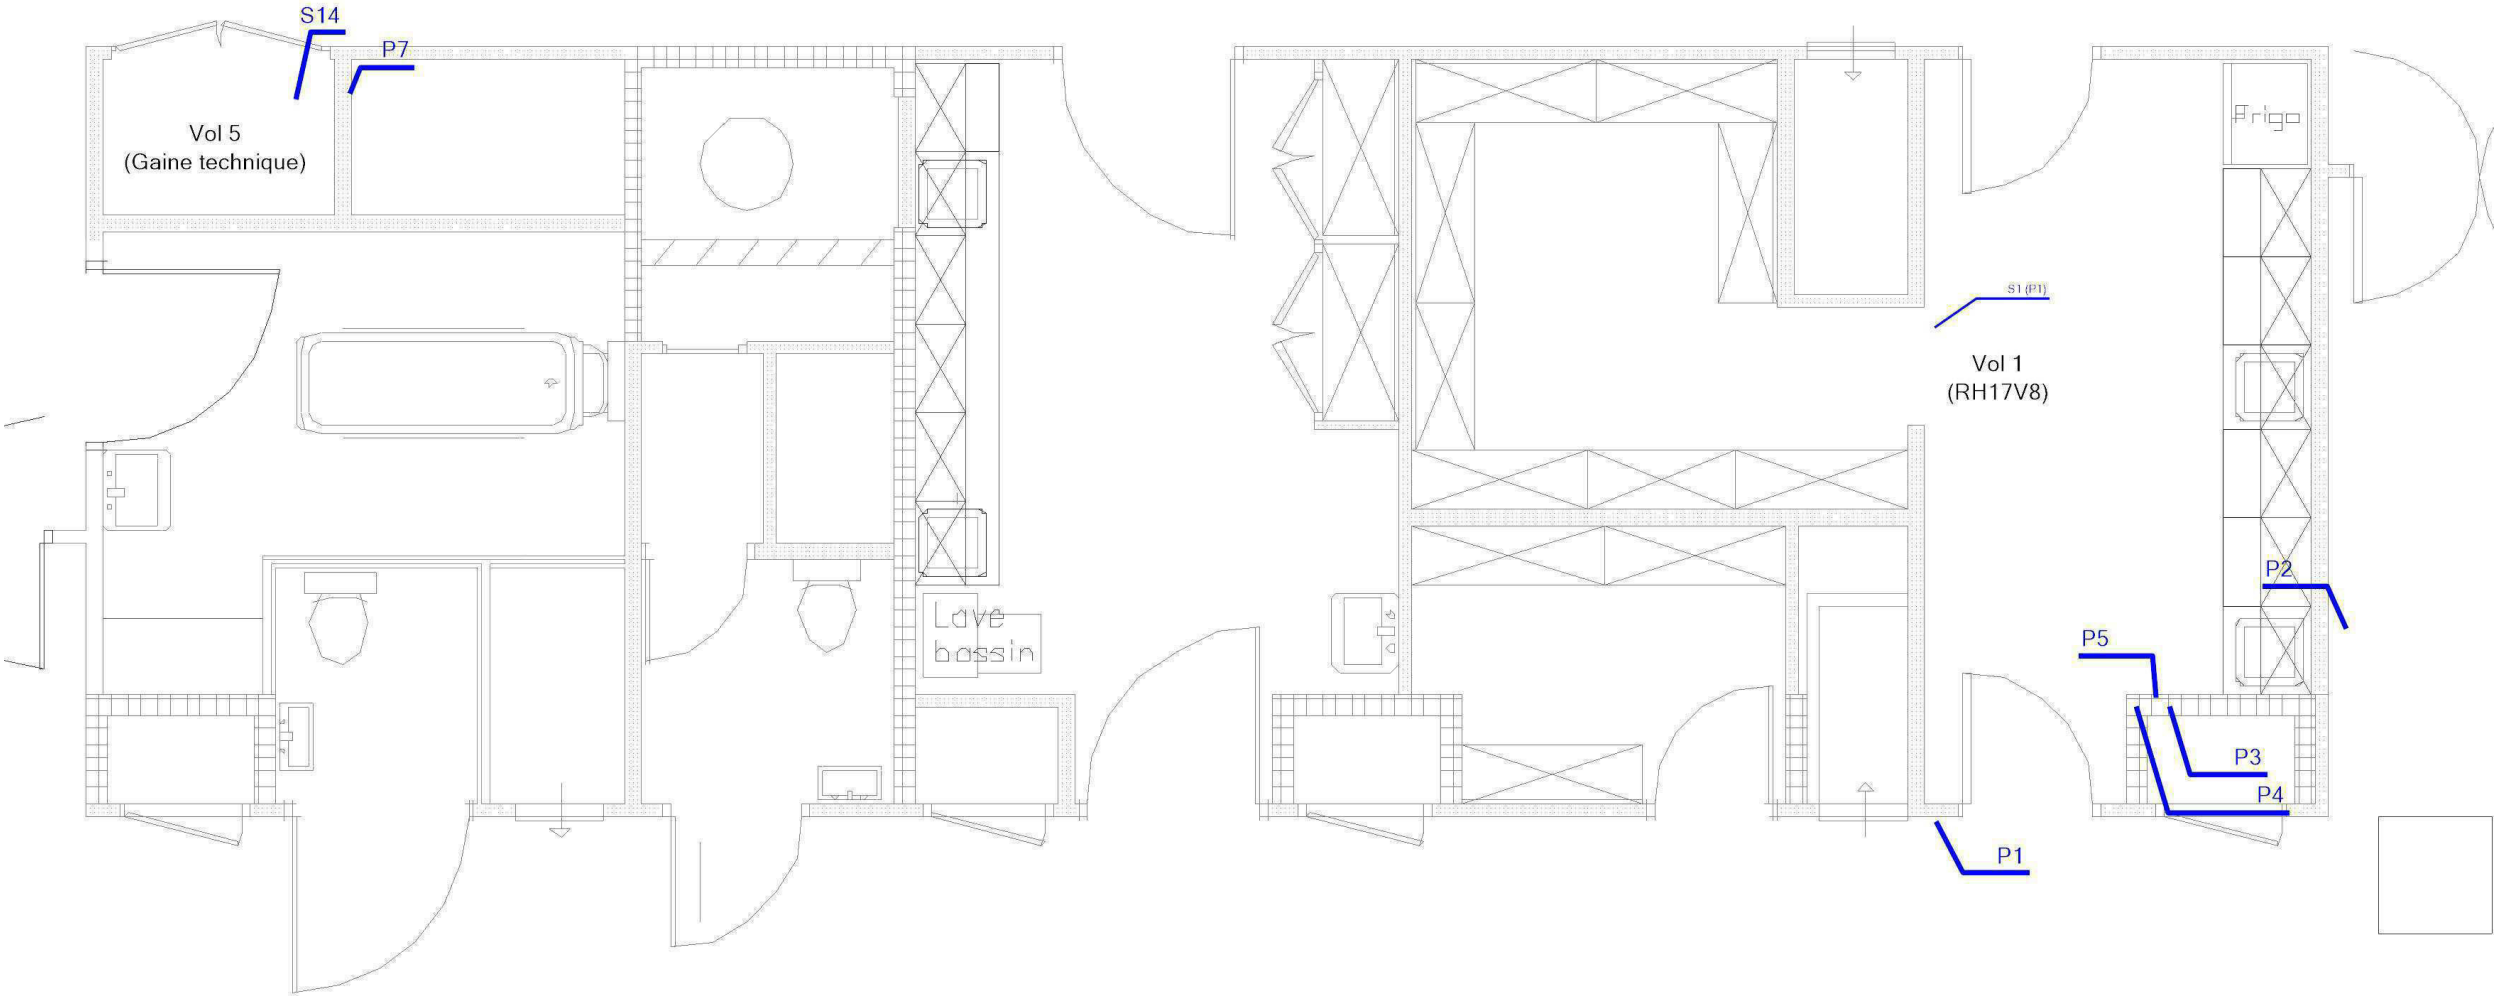 S14
P7
Vol 5
(Gaine technique)
Frigo
S1 (P1)
Vol 1
(RH17V8)
P2
Lave
bassin
P5
P3
P4
P1